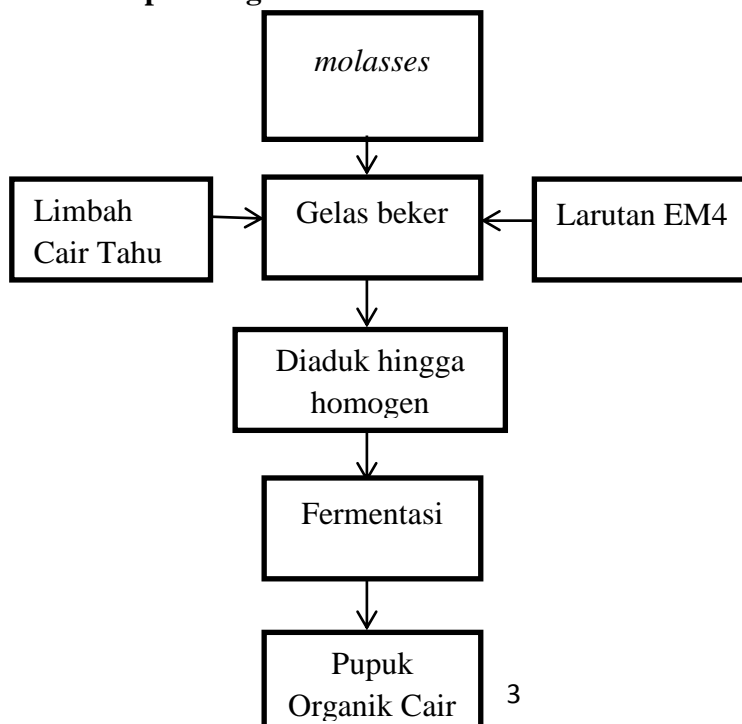 molasses
Limbah
Cair Tahu
Gelas beker
Larutan EM4
Diaduk hingga
homogen
Fermentasi
Pupuk
Organik Cair
3